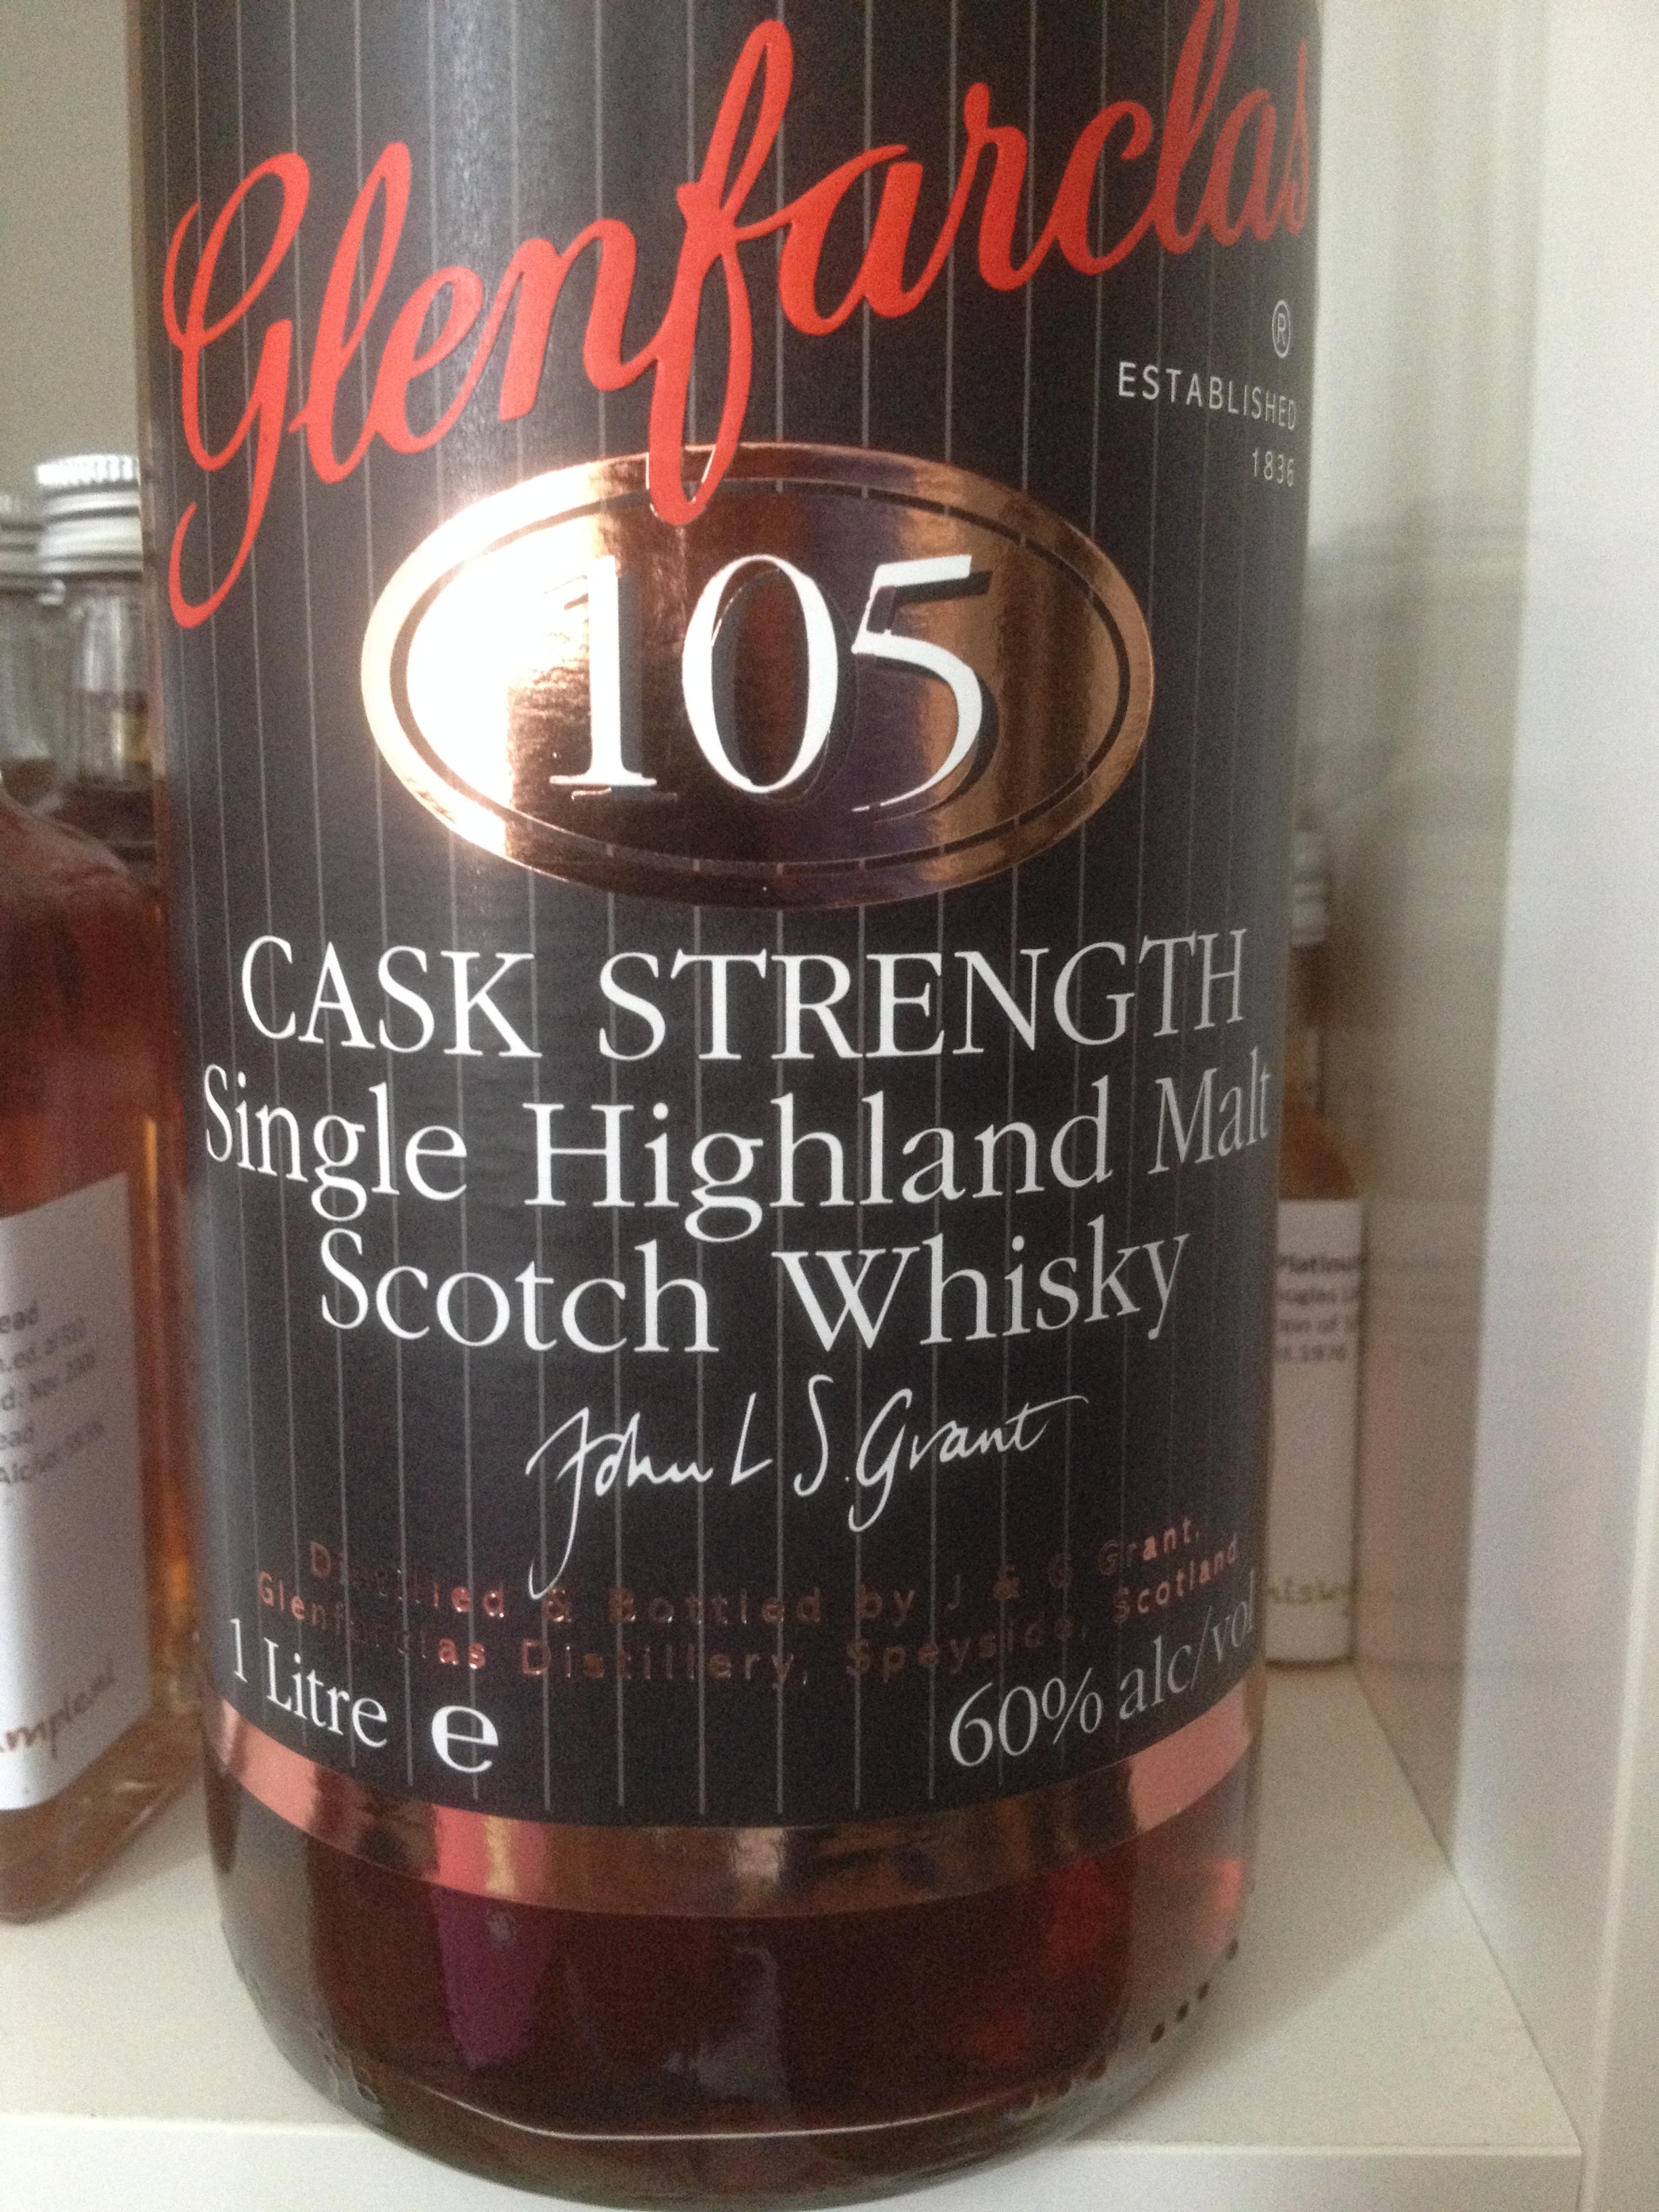 Glenfarclas
®
ESTABLISHED
1836
105
CASK STRENGTH
Single Highland Malt
Scotch Whisky
John L S. Grant
Distilled & Bottled by J & G Grant,
Glenfarclas Distillery, Speyside, Scotland
1 Litre e
60% alc/vol